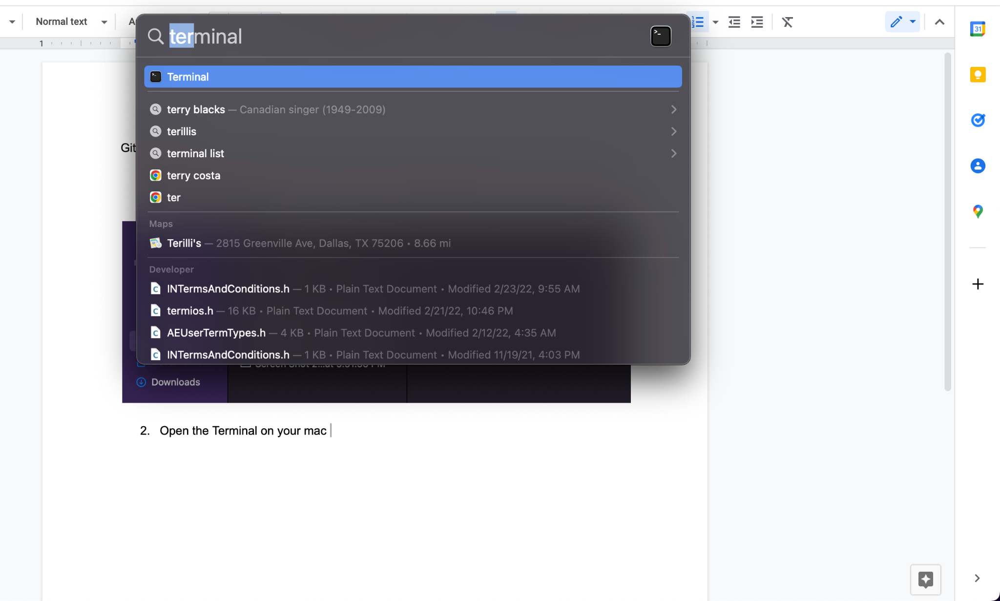 Normal text
1
31
terminal
Terminal
terry blacks — Canadian singer (1949-2009)
terillis
Git
terminal list
terry costa
ter
Maps
Terilli's — 2815 Greenville Ave, Dallas, TX 75206 • 8.66 mi
Developer
INTermsAndConditions.h — 1 KB • Plain Text Document • Modified 2/23/22, 9:55 AM
termios.h — 16 KB • Plain Text Document • Modified 2/21/22, 10:46 PM
AEUserTermTypes.h — 4 KB • Plain Text Document • Modified 2/12/22, 4:35 AM
INTermsAndConditions.h — 1 KB • Plain Text Document • Modified 11/19/21, 4:03 PM
Downloads
2. Open the Terminal on your mac